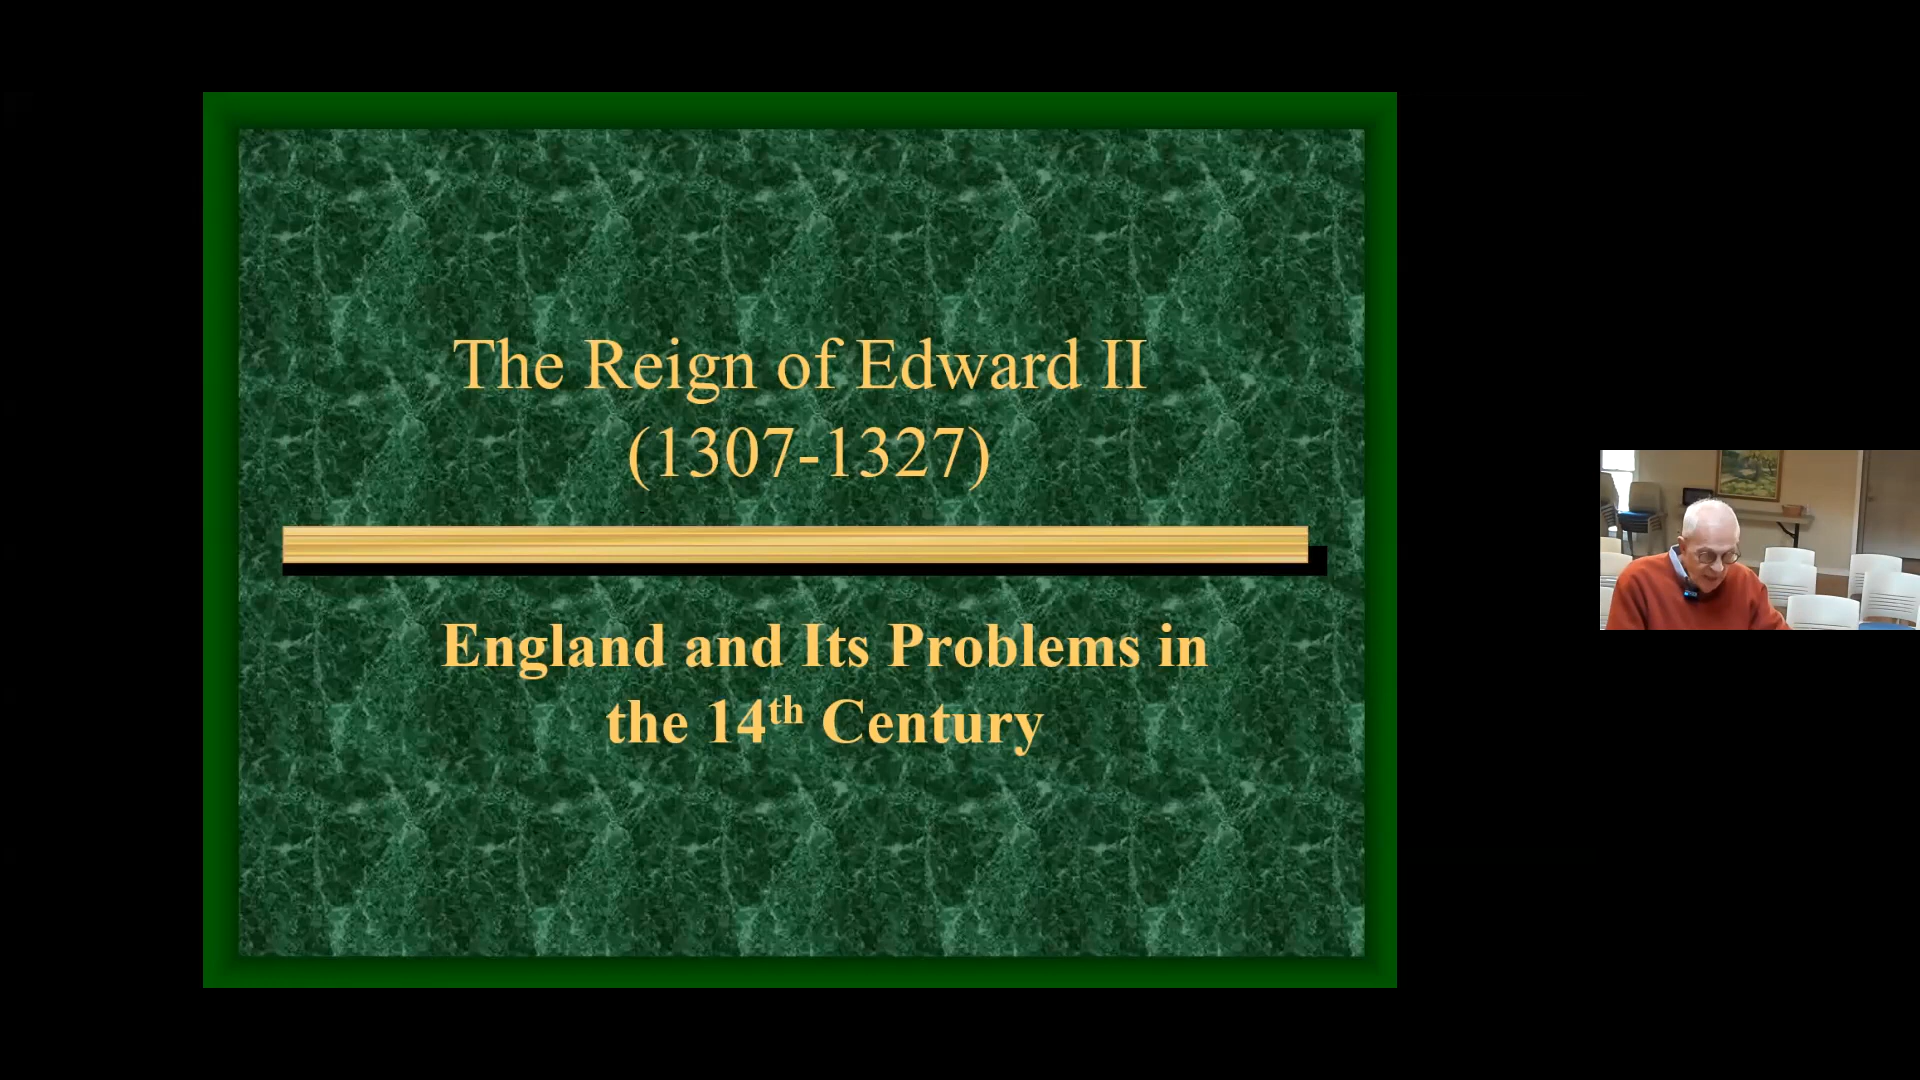 The Reign of Edward II
(1307-1327)
England and Its Problems in
the 14th Century